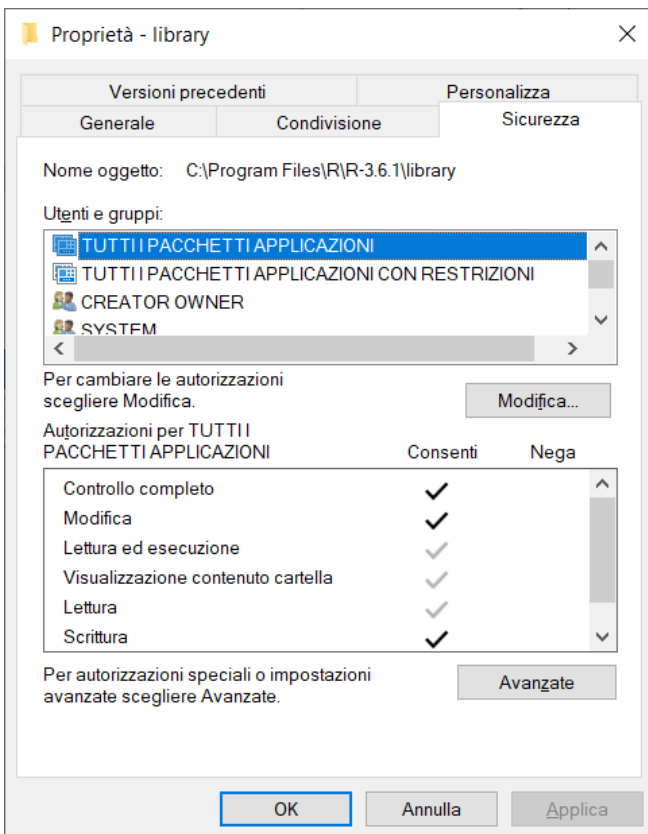 Proprietà - library
Versioni precedenti
Personalizza
Generale
Condivisione
Sicurezza
Nome oggetto: C:\Program Files\R\R-3.6.1\library
Utenti e gruppi:
TUTTI I PACCHETTI APPLICAZIONI
TUTTI I PACCHETTI APPLICAZIONI CON RESTRIZIONI
CREATOR OWNER
SYSTEM
Per cambiare le autorizzazioni
scegliere Modifica.
Modifica...
Autorizzazioni per TUTTI I
PACCHETTI APPLICAZIONI
Consenti
Nega
Controllo completo
Modifica
Lettura ed esecuzione
Visualizzazione contenuto cartella
Lettura
Scrittura
Per autorizzazioni speciali o impostazioni
avanzate scegliere Avanzate.
Avanzate
OK
Annulla
Applica